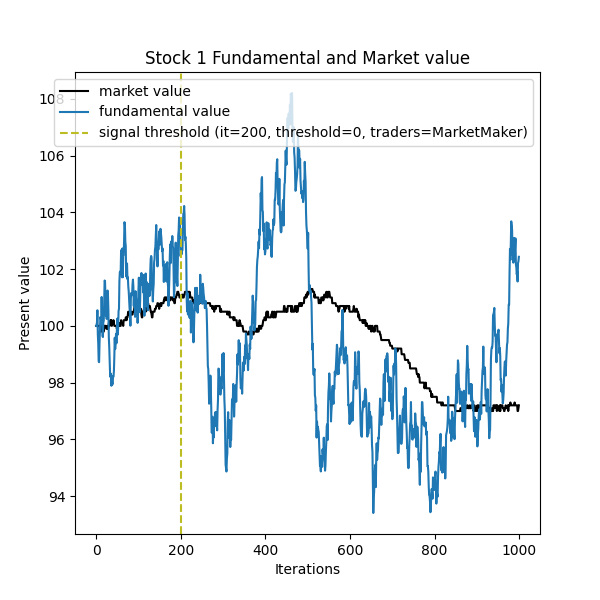 Stock 1 Fundamental and Market value
market value
fundamental value
signal threshold (it=200, threshold=0, traders=MarketMaker)
108
106
104
102
100
98
96
94
Present value
0 200 400 600 800 1000
Iterations